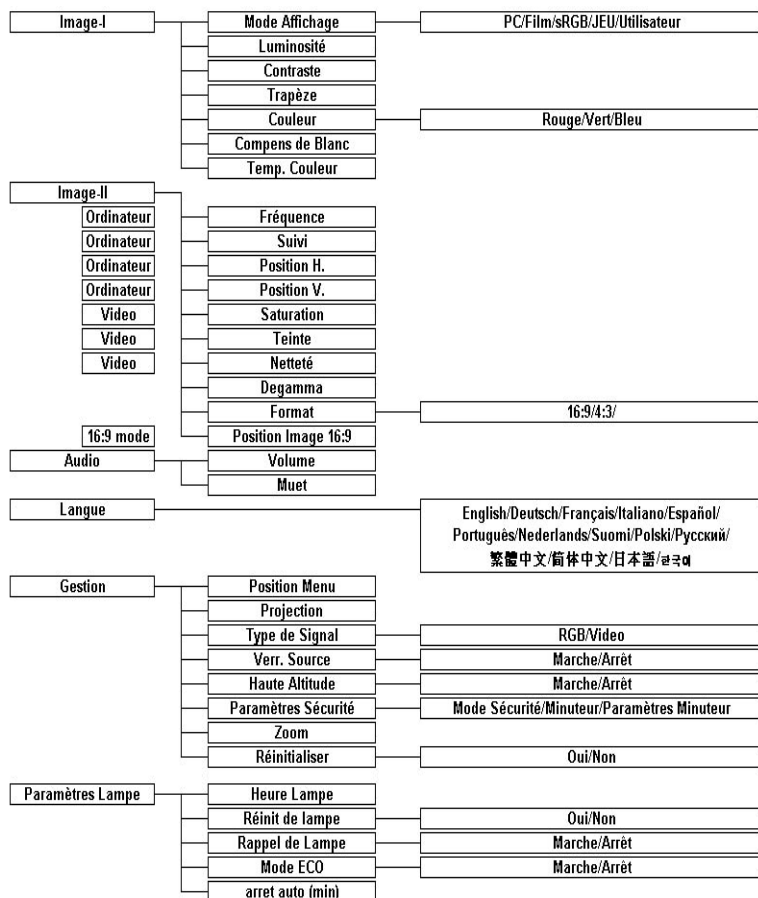 Image-I Mode Affichage PC/Film/sRGB/JEU/Utilisateur
Luminosité
Contraste
Trapèze
Couleur Rouge/Vert/Bleu
Compens de Blanc
Temp. Couleur
Image-II
Ordinateur Fréquence
Ordinateur Suivi
Ordinateur Position H.
Ordinateur Position V.
Video Saturation
Video Teinte
Video Netteté
Degamma
Format 16:9/4:3/
16:9 mode Position Image 16:9
Audio Volume
Muet
Langue English/Deutsch/Français/Italiano/Español/
Português/Nederlands/Suomi/Polski/Русский/
繁體中文/简体中文/日本語/한국어
Gestion Position Menu
Projection
Type de Signal RGB/Video
Verr. Source Marche/Arrêt
Haute Altitude Marche/Arrêt
Paramètres Sécurité Mode Sécurité/Minuteur/Paramètres Minuteur
Zoom
Réinitialiser Oui/Non
Paramètres Lampe Heure Lampe
Réinit de lampe Oui/Non
Rappel de Lampe Marche/Arrêt
Mode ECO Marche/Arrêt
arret auto (min)